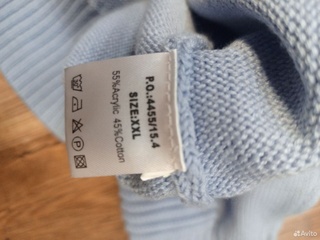 P.O.:4455/15.4
SIZE:XXL
55%Acrylic 45%Cotton
P
Avito